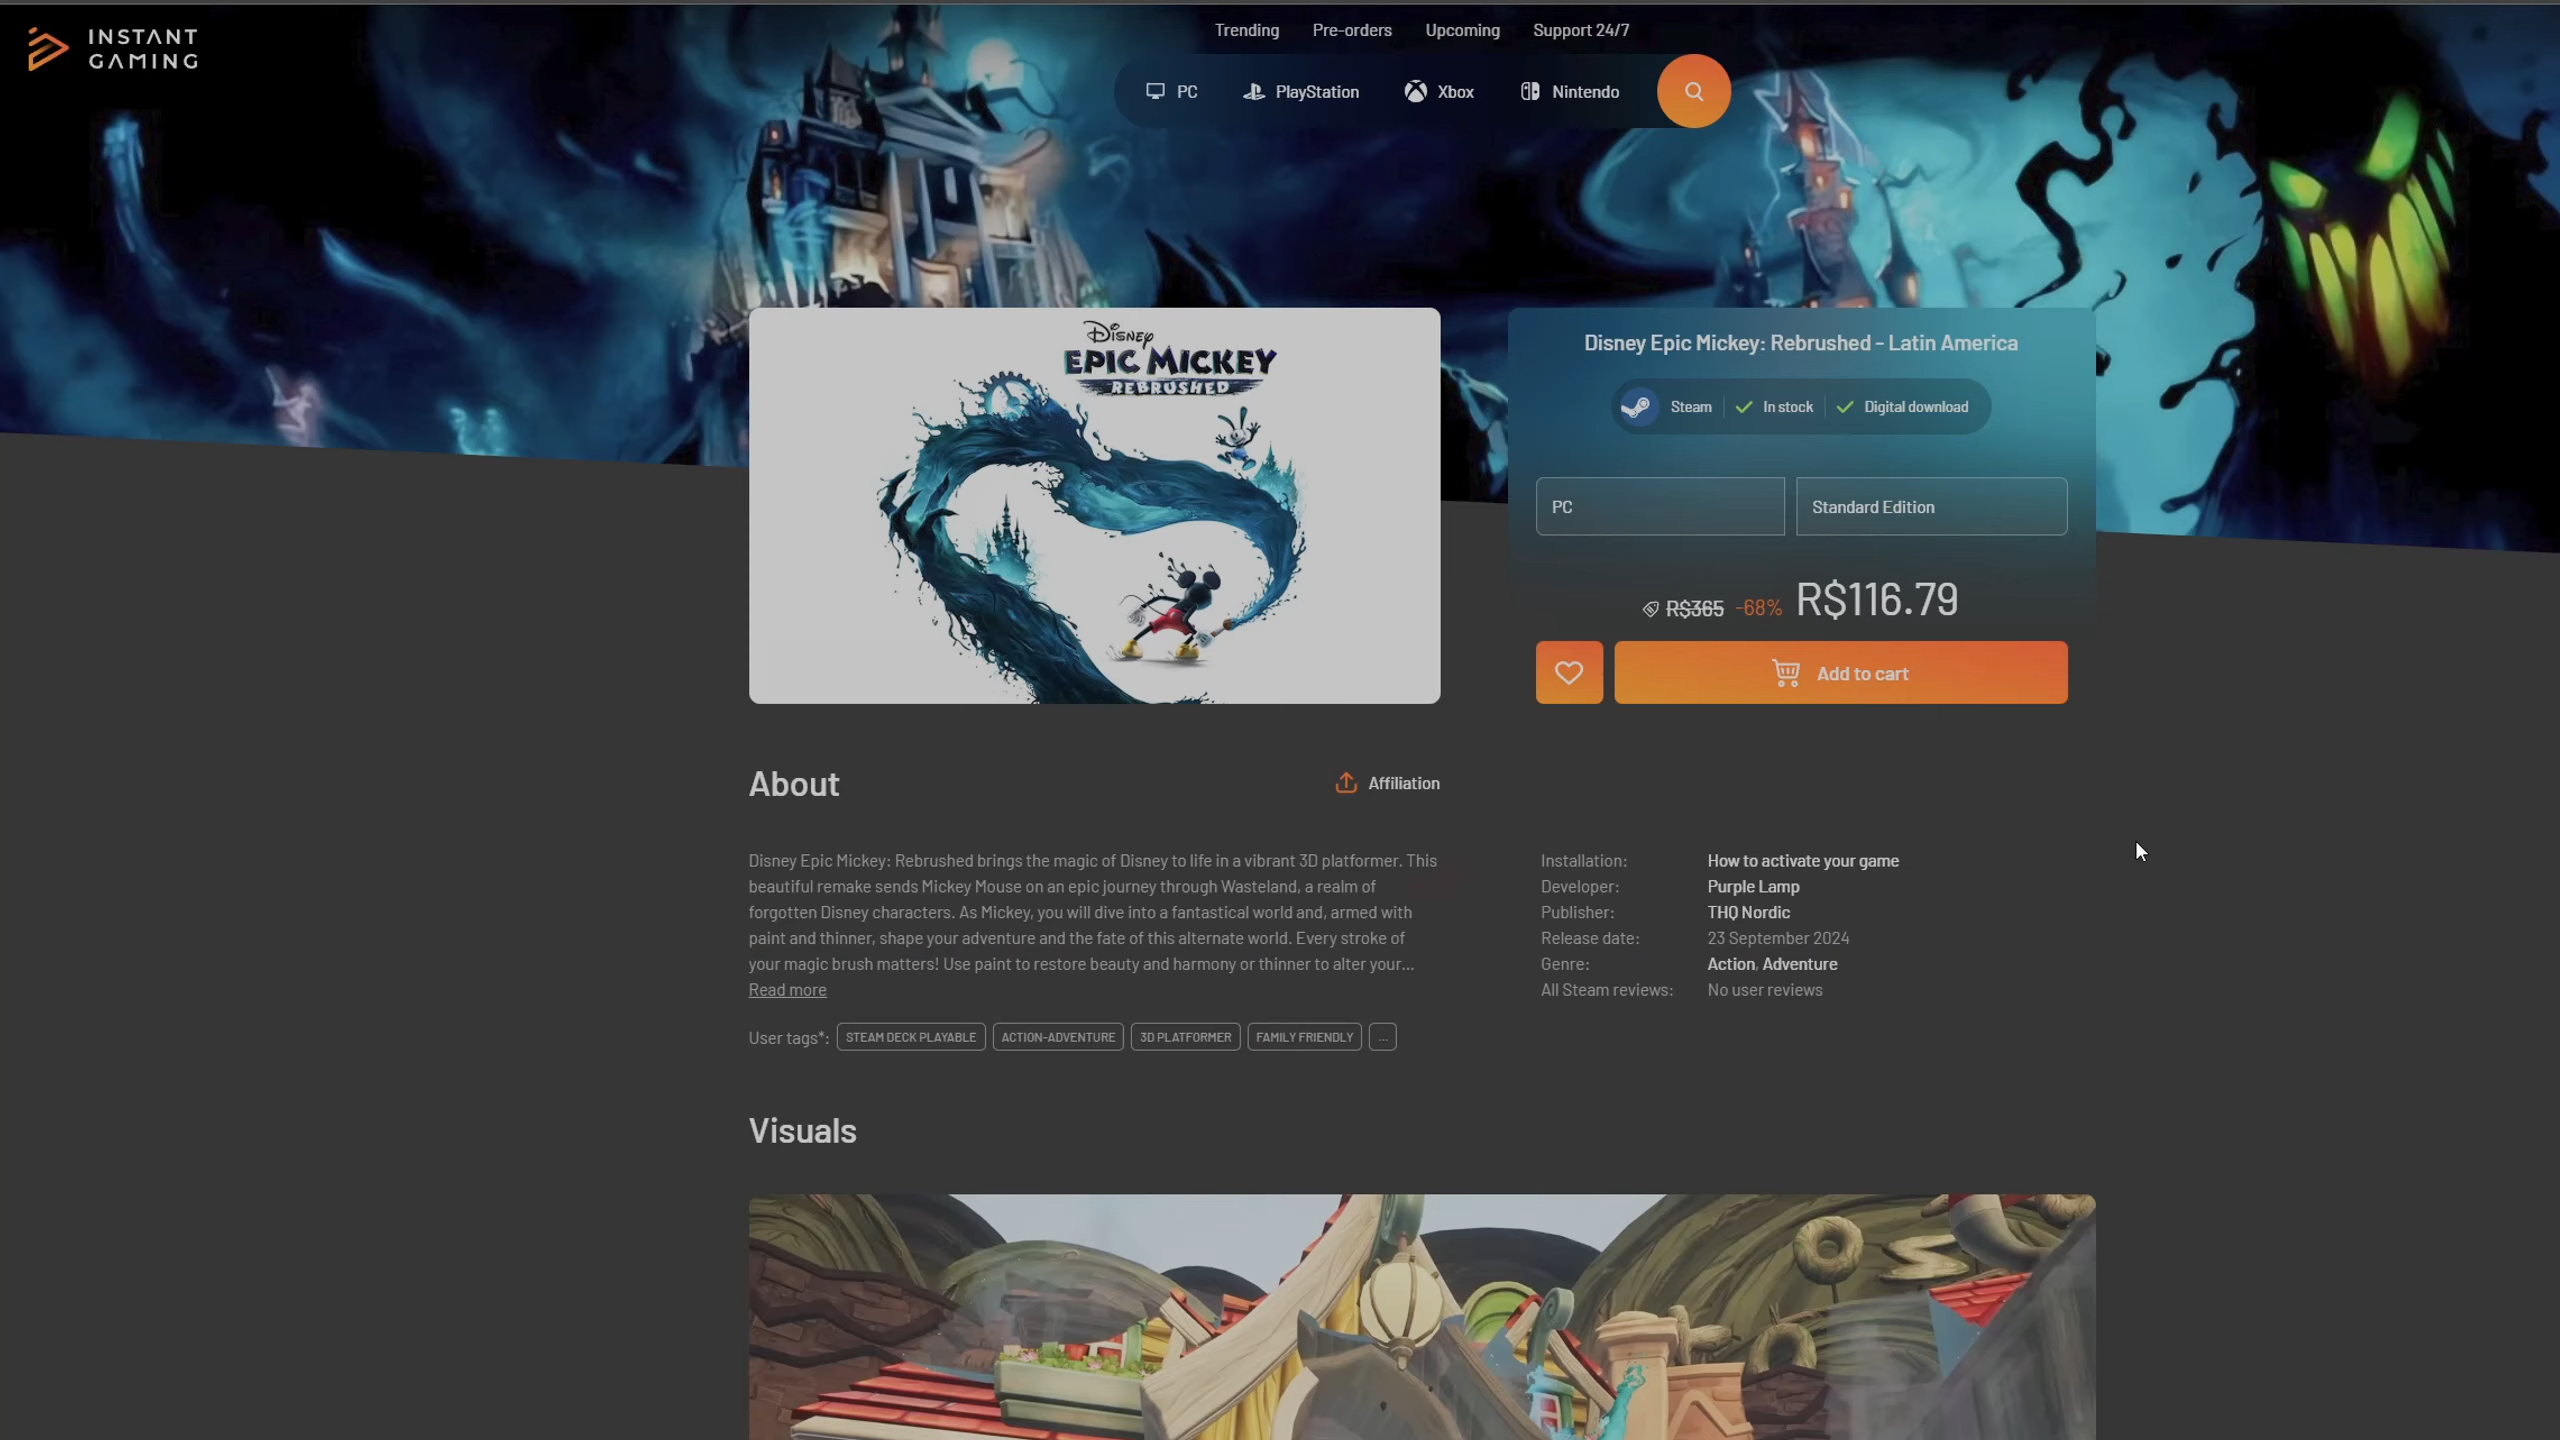 INSTANT
GAMING
Trending
Pre-orders
Upcoming
Support 24/7
PC
PlayStation
Xbox
Nintendo
Disney
EPIC MICKEY
REBRUSHED
Disney Epic Mickey: Rebrushed - Latin America
Steam
In stock
Digital download
PC
Standard Edition
R$365 -68% R$116.79
Add to cart
About
Affiliation
Disney Epic Mickey: Rebrushed brings the magic of Disney to life in a vibrant 3D platformer. This
beautiful remake sends Mickey Mouse on an epic journey through Wasteland, a realm of
forgotten Disney characters. As Mickey, you will dive into a fantastical world and, armed with
paint and thinner, shape your adventure and the fate of this alternate world. Every stroke of
your magic brush matters! Use paint to restore beauty and harmony or thinner to alter your...
Read more
User tags*: STEAM DECK PLAYABLE ACTION-ADVENTURE 3D PLATFORMER FAMILY FRIENDLY ...
Installation: How to activate your game
Developer: Purple Lamp
Publisher: THQ Nordic
Release date: 23 September 2024
Genre: Action, Adventure
All Steam reviews: No user reviews
Visuals